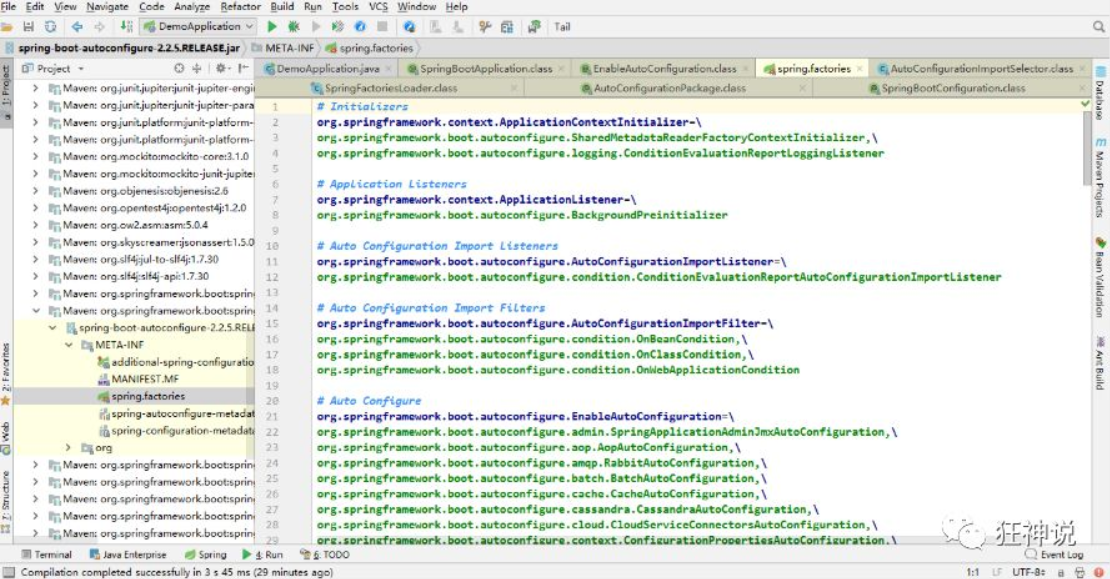 File Edit View Navigate Code Analyze Refactor Build Run Tools VCS Window Help
DemoApplication Tail
spring-boot-autoconfigure-2.2.5.RELEASE.jar META-INF spring.factories
Project
DemoApplication.java SpringBootApplication.class EnableAutoConfiguration.class spring.factories AutoConfigurationImportSelector.class
SpringFactoriesLoader.class AutoConfigurationPackage.class SpringBootConfiguration.class
Maven: org.junit.jupiter:junit-jupiter-engi
Maven: org.junit.jupiter:junit-jupiter-para
Maven: org.junit.platform:junit-platform-
Maven: org.junit.platform:junit-platform-
Maven: org.mockito:mockito-core:3.1.0
Maven: org.mockito:mockito-junit-jupiter
Maven: org.objenesis:objenesis:2.6
Maven: org.opentest4j:opentest4j:1.2.0
Maven: org.ow2.asm:asm:5.0.4
Maven: org.skyscreamer:jsonassert:1.5.0
Maven: org.slf4j:jul-to-slf4j:1.7.30
Maven: org.slf4j:slf4j-api:1.7.30
Maven: org.springframework.boot:spring
Maven: org.springframework.boot:spring
spring-boot-autoconfigure-2.2.5.RELE
META-INF
additional-spring-configuratio
MANIFEST.MF
spring.factories
spring-autoconfigure-metadat
spring-configuration-metadata
org
Maven: org.springframework.boot:spring
Maven: org.springframework.boot:spring
Maven: org.springframework.boot:spring
Maven: org.springframework.boot:spring
Maven: org.springframework.boot:spring
1 # Initializers
2 org.springframework.context.ApplicationContextInitializer=\
3 org.springframework.boot.autoconfigure.SharedMetadataReaderFactoryContextInitializer,\
4 org.springframework.boot.autoconfigure.logging.ConditionEvaluationReportLoggingListener
5
6 # Application Listeners
7 org.springframework.context.ApplicationListener=\
8 org.springframework.boot.autoconfigure.BackgroundPreinitializer
9
10 # Auto Configuration Import Listeners
11 org.springframework.boot.autoconfigure.AutoConfigurationImportListener=\
12 org.springframework.boot.autoconfigure.condition.ConditionEvaluationReportAutoConfigurationImportListener
13
14 # Auto Configuration Import Filters
15 org.springframework.boot.autoconfigure.AutoConfigurationImportFilter=\
16 org.springframework.boot.autoconfigure.condition.OnBeanCondition,\
17 org.springframework.boot.autoconfigure.condition.OnClassCondition,\
18 org.springframework.boot.autoconfigure.condition.OnWebApplicationCondition
19
20 # Auto Configure
21 org.springframework.boot.autoconfigure.EnableAutoConfiguration=\
22 org.springframework.boot.autoconfigure.admin.SpringApplicationAdminJmxAutoConfiguration,\
23 org.springframework.boot.autoconfigure.aop.AopAutoConfiguration,\
24 org.springframework.boot.autoconfigure.amqp.RabbitAutoConfiguration,\
25 org.springframework.boot.autoconfigure.batch.BatchAutoConfiguration,\
26 org.springframework.boot.autoconfigure.cache.CacheAutoConfiguration,\
27 org.springframework.boot.autoconfigure.cassandra.CassandraAutoConfiguration,\
28 org.springframework.boot.autoconfigure.cloud.CloudServiceConnectorsAutoConfiguration,\
29 org.springframework.boot.autoconfigure.context.ConfigurationPropertiesAutoConfiguration,\
1: Project
2: Favorites
Web
7: Structure
Database
Maven Projects
Bean Validation
Ant Build
狂神说
Terminal Java Enterprise Spring 4: Run 6: TODO Event Log
Compilation completed successfully in 3 s 45 ms (29 minutes ago) 1:1 LF UTF-8